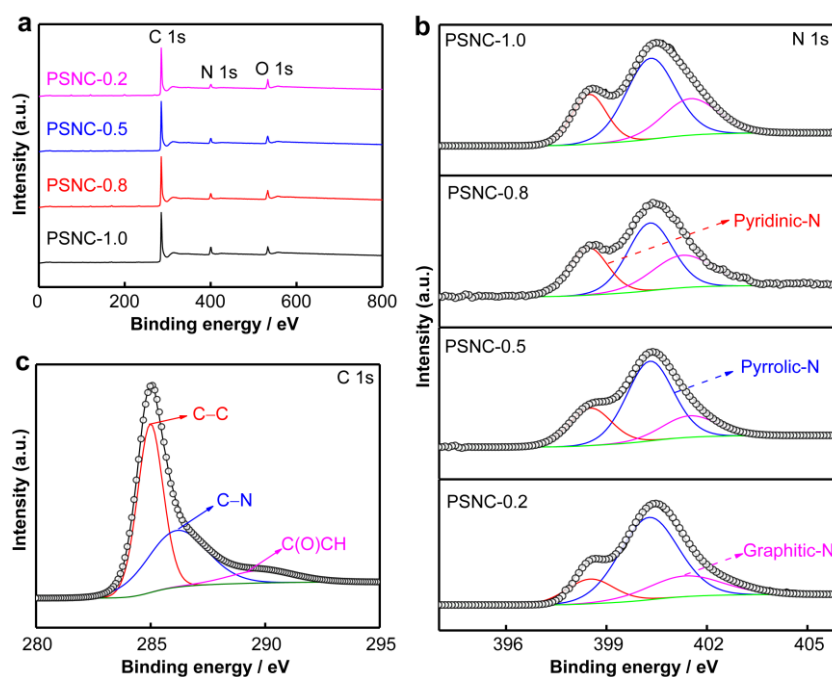 a
C 1s
N 1s
O 1s
PSNC-0.2
PSNC-0.5
PSNC-0.8
PSNC-1.0
Intensity (a.u.)
0 200 400 600 800
Binding energy / eV
b
PSNC-1.0
N 1s
PSNC-0.8
Pyridinic-N
PSNC-0.5
Pyrrolic-N
PSNC-0.2
Graphitic-N
Intensity (a.u.)
396 399 402 405
Binding energy / eV
c
C 1s
C–C
C–N
C(O)CH
Intensity (a.u.)
280 285 290 295
Binding energy / eV